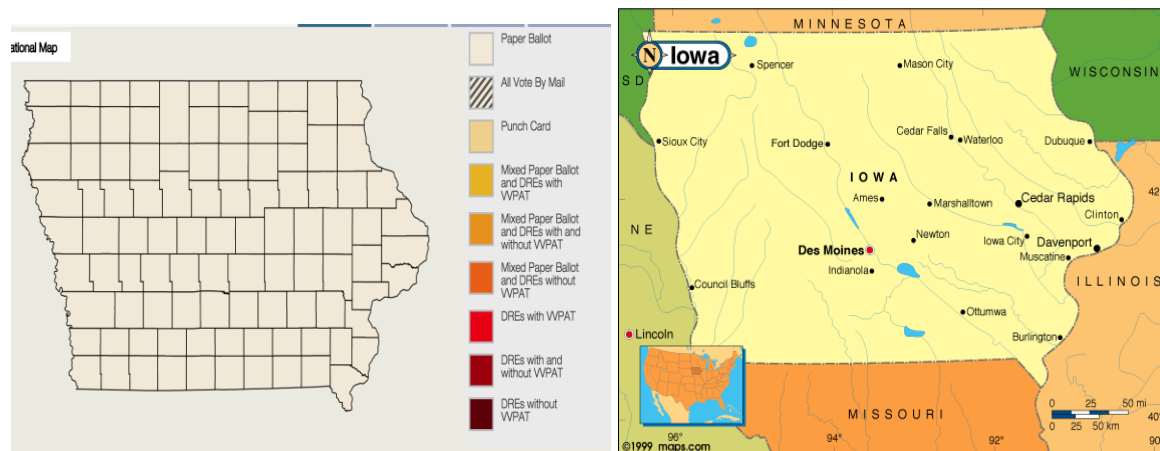 ational Map
Paper Ballot
All Vote By Mail
Punch Card
Mixed Paper Ballot
and DREs with
VVPAT
Mixed Paper Ballot
and DREs with and
without VVPAT
Mixed Paper Ballot
and DREs without
VVPAT
DREs with VVPAT
DREs with and
without VVPAT
DREs without
VVPAT
MINNESOTA
N Iowa
SD
WISCONSIN
Spencer
Mason City
Sioux City
Fort Dodge
Cedar Falls
Waterloo
Dubuque
IOWA
Ames
Marshalltown
Cedar Rapids
42
Clinton
NE
Newton
Iowa City
Davenport
Des Moines
Muscatine
Indianola
ILLINOIS
Council Bluffs
Ottumwa
Lincoln
Burlington
MISSOURI
0 25 50 mi
0 25 50 km
40°
96°
94°
92°
90
©1999 maps.com